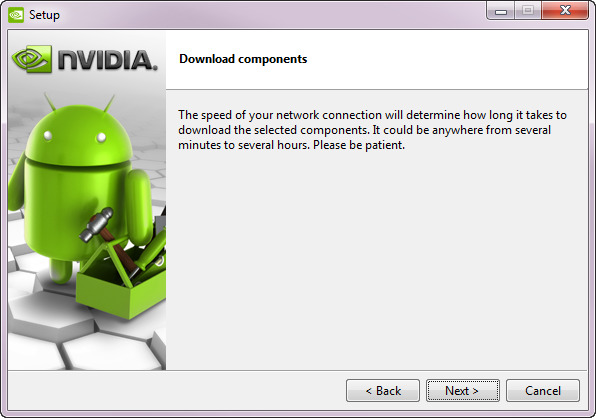 Setup
NVIDIA.
Download components
The speed of your network connection will determine how long it takes to
download the selected components. It could be anywhere from several
minutes to several hours. Please be patient.
< Back
Next >
Cancel